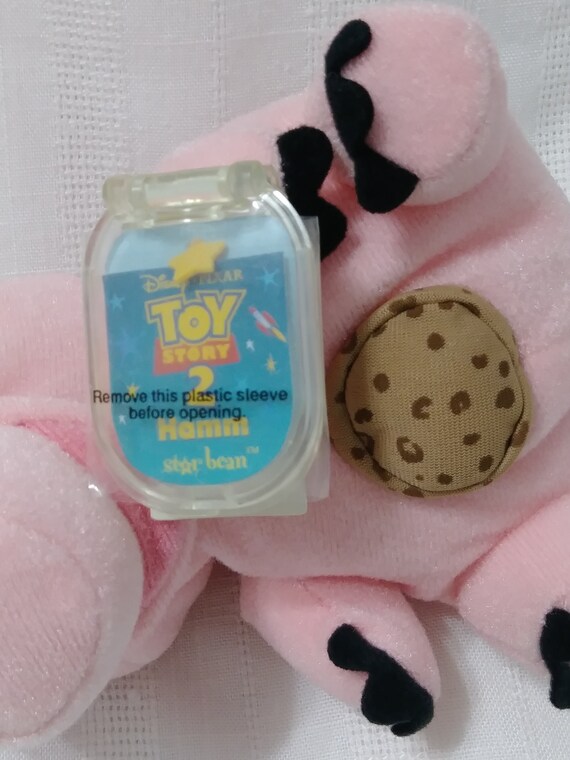 Disney PIXAR
TOY
STORY
2
Remove this plastic sleeve
before opening.
Hamm
star bean™